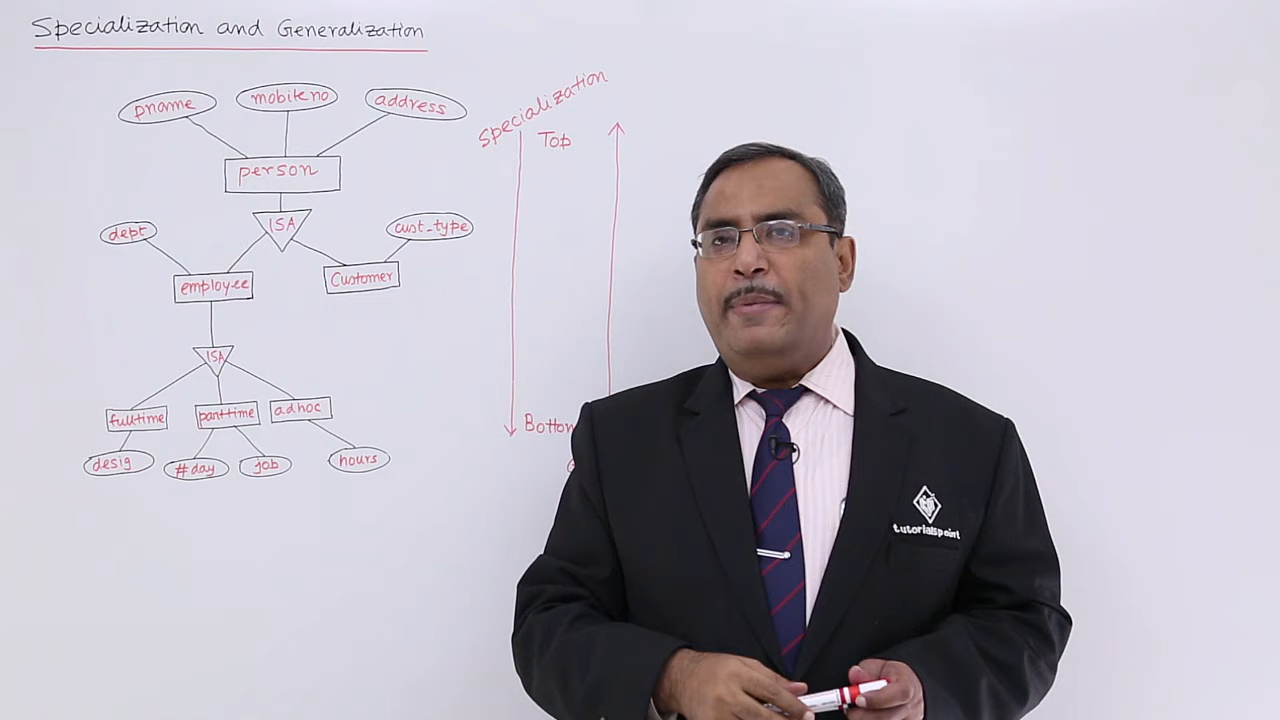 Specialization and Generalization
pname
mobileno
address
person
ISA
dept
cust_type
employee
Customer
ISA
fulltime
parttime
adhoc
desig
#day
job
hours
Specialization
Top
Bottom
tutorialspoint